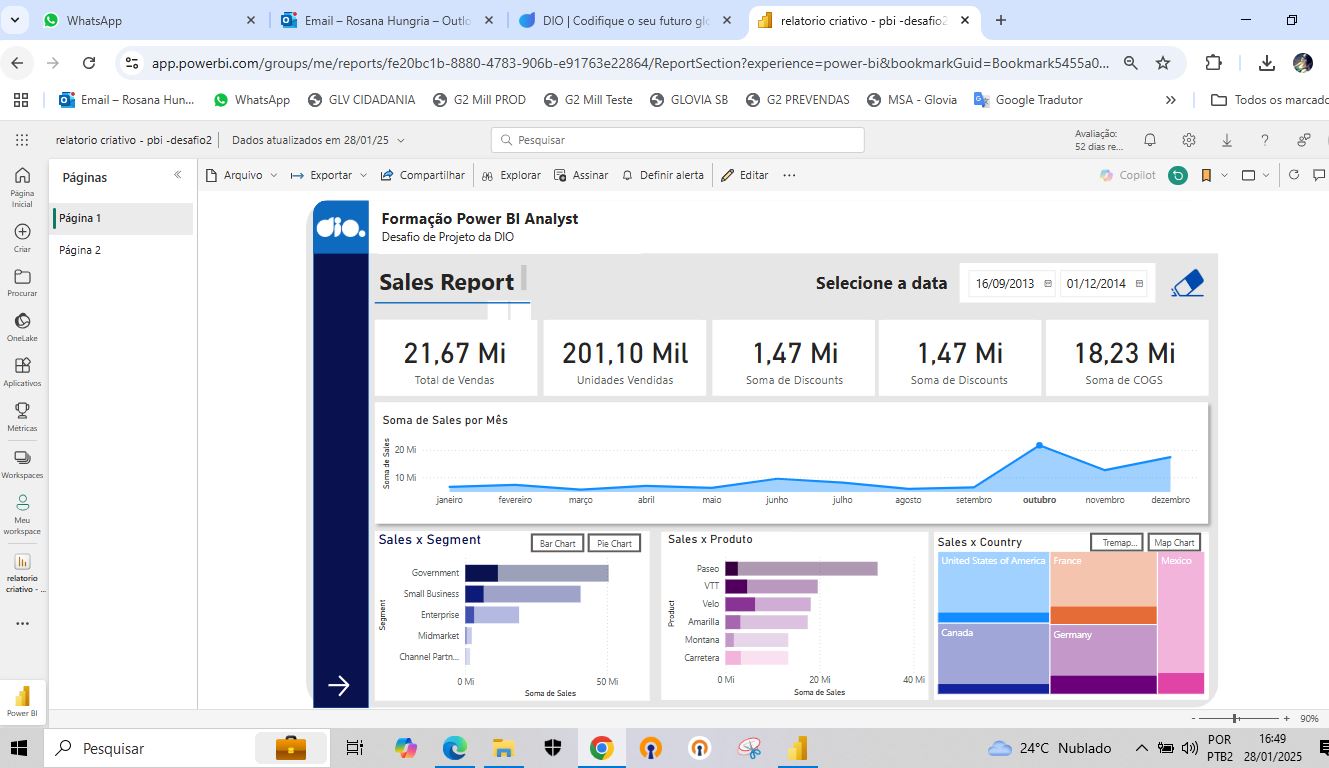 WhatsApp
Email – Rosana Hungria – Outlo
DIO | Codifique o seu futuro glo
relatorio criativo - pbi -desafio2
app.powerbi.com/groups/me/reports/fe20bc1b-8880-4783-906b-e91763e22864/ReportSection?experience=power-bi&bookmarkGuid=Bookmark5455a0...
Email – Rosana Hun...
WhatsApp
GLV CIDADANIA
G2 Mill PROD
G2 Mill Teste
GLOVIA SB
G2 PREVENDAS
MSA - Glovia
Google Tradutor
Todos os marcado
relatorio criativo - pbi -desafio2
Dados atualizados em 28/01/25
Pesquisar
Avaliação:
52 dias re...
Página
Inicial
Criar
Procurar
OneLake
Aplicativos
Métricas
Workspaces
Meu
workspace
relatorio
criativo - ...
Power BI
Páginas
Página 1
Página 2
Arquivo
Exportar
Compartilhar
Explorar
Assinar
Definir alerta
Editar
Copilot
dio.
Formação Power BI Analyst
Desafio de Projeto da DIO
Sales Report
Selecione a data
16/09/2013
01/12/2014
21,67 Mi
Total de Vendas
201,10 Mil
Unidades Vendidas
1,47 Mi
Soma de Discounts
1,47 Mi
Soma de Discounts
18,23 Mi
Soma de COGS
Soma de Sales por Mês
Soma de Sales
20 Mi
10 Mi
janeiro
fevereiro
março
abril
maio
junho
julho
agosto
setembro
outubro
novembro
dezembro
Sales x Segment
Bar Chart
Pie Chart
Segment
Government
Small Business
Enterprise
Midmarket
Channel Partn...
0 Mi
50 Mi
Soma de Sales
Sales x Produto
Product
Paseo
VTT
Velo
Amarilla
Montana
Carretera
0 Mi
20 Mi
40 Mi
Soma de Sales
Sales x Country
Tremap...
Map Chart
United States of America
France
Mexico
Canada
Germany
90%
Pesquisar
24°C Nublado
POR
PTB2
16:49
28/01/2025